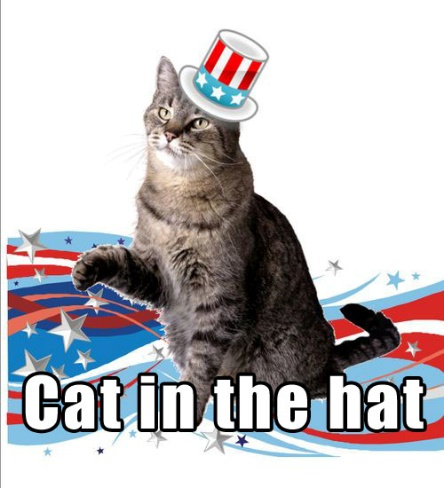 Cat in the hat